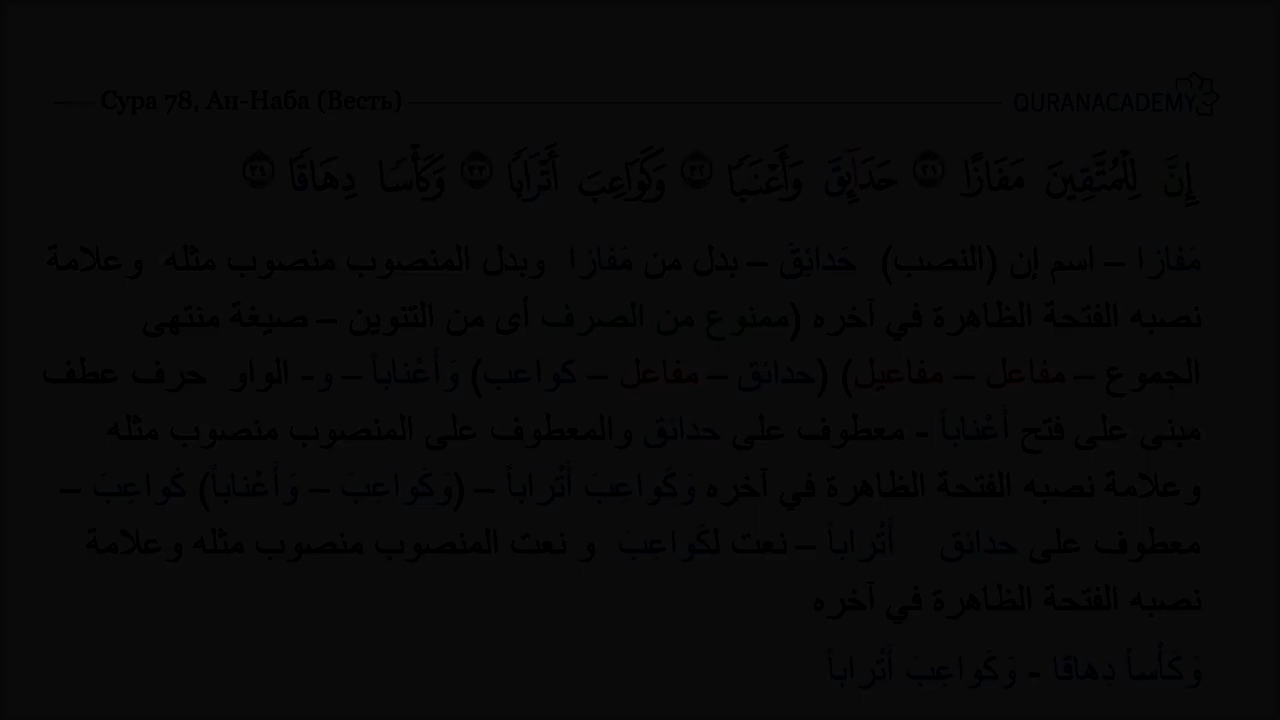 Сура 78, Ан-Наба (Весть)
QURANACADEMY
إِنَّ لِلْمُتَّقِينَ مَفَازًا ٣١ حَدَائِقَ وَأَعْنَابًا ٣٢ وَكَوَاعِبَ أَتْرَابًا ٣٣ وَكَأْسًا دِهَاقًا ٣٤
مَفازا – اسم إن (النصب) حَدائِقَ – بدل من مَفازا وبدل المنصوب منصوب مثله وعلامة
نصبه الفتحة الظاهرة في آخره (ممنوع من الصرف أى من التنوين – صيغة منتهى
الجموع – مفاعل – مفاعيل) (حدائق – مفاعل – كواعب) وَأَعْناباً – و- الواو حرف عطف
مبنى على فتح أَعْناباً - معطوف على حدائق والمعطوف على المنصوب منصوب مثله
وعلامة نصبه الفتحة الظاهرة في آخره وَكَواعِبَ أَتْراباً – (وَكَواعِبَ – وَأَعْناباً) كَواعِبَ –
معطوف على حدائق أَتْراباً – نعت لكَواعِبَ و نعت المنصوب منصوب مثله وعلامة
نصبه الفتحة الظاهرة في آخره
وَكَأْساً دِهاقًا - وَكَواعِبَ أَتْراباً